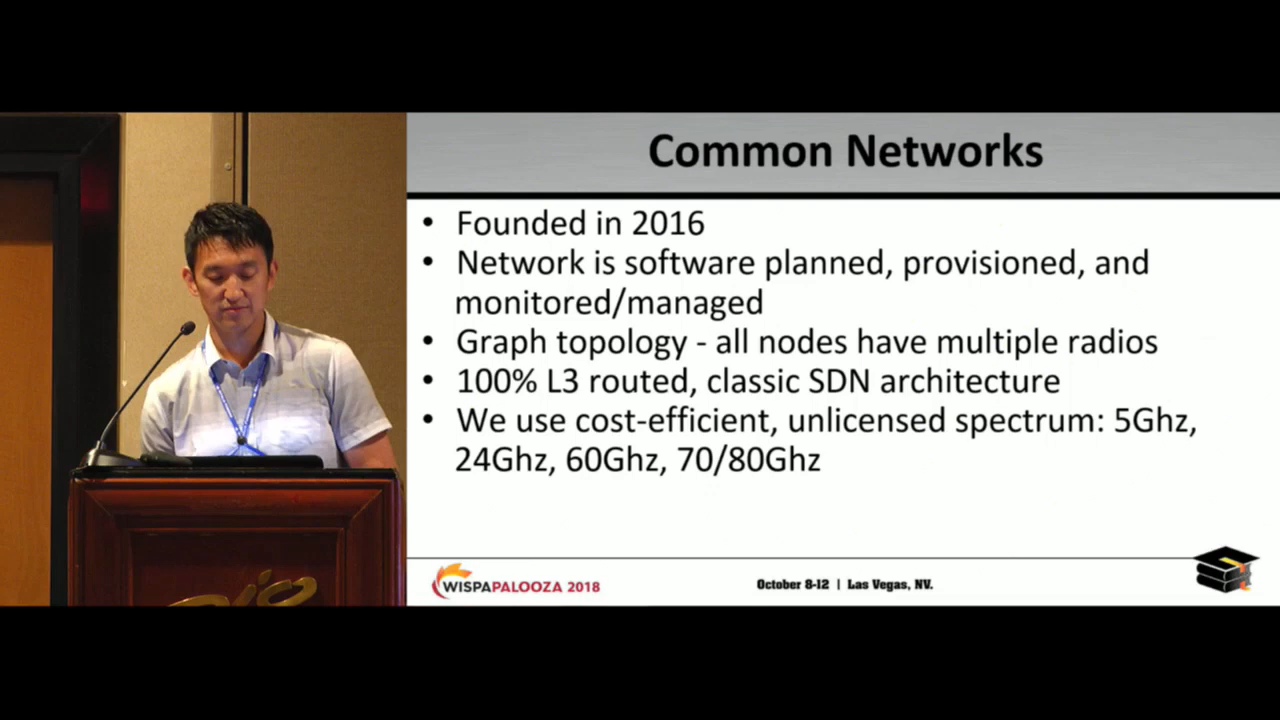 Common Networks
• Founded in 2016
• Network is software planned, provisioned, and
monitored/managed
• Graph topology - all nodes have multiple radios
• 100% L3 routed, classic SDN architecture
• We use cost-efficient, unlicensed spectrum: 5Ghz,
24Ghz, 60Ghz, 70/80Ghz
WISPAPALOOZA 2018
October 8-12 | Las Vegas, NV.